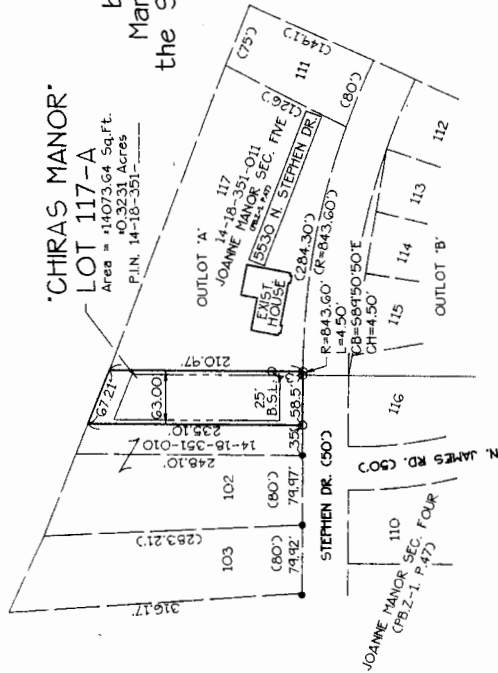 b
Mar
the S
"CHIRAS MANOR"
LOT 117-A
Area = ±14073.64 Sq.Ft.
±0.3231 Acres
P.I.N. 14-18-351-
(75')
(149.1')
111
(126')
(80')
117
14-18-351-011
JOANNE MANOR SEC. FIVE
5530 N. STEPHEN DR.
OUTLOT 'A'
EXIST.
HOUSE
(284.30')
(R=843.60')
R=843.60'
L=4.50'
CB=S89°50'50"E
CH=4.50'
67.21'
210.97'
63.00'
25'
B.S.L.
235.10'
14-18-351-010
248.10'
35'
58.5'
102
(80')
79.97'
(283.21')
103
(80')
79.92'
316.17'
STEPHEN DR. (50')
112
113
114
115
OUTLOT 'B'
116
N. JAMES RD. (50')
110
JOANNE MANOR SEC. FOUR
(PB.Z-1. P.47)